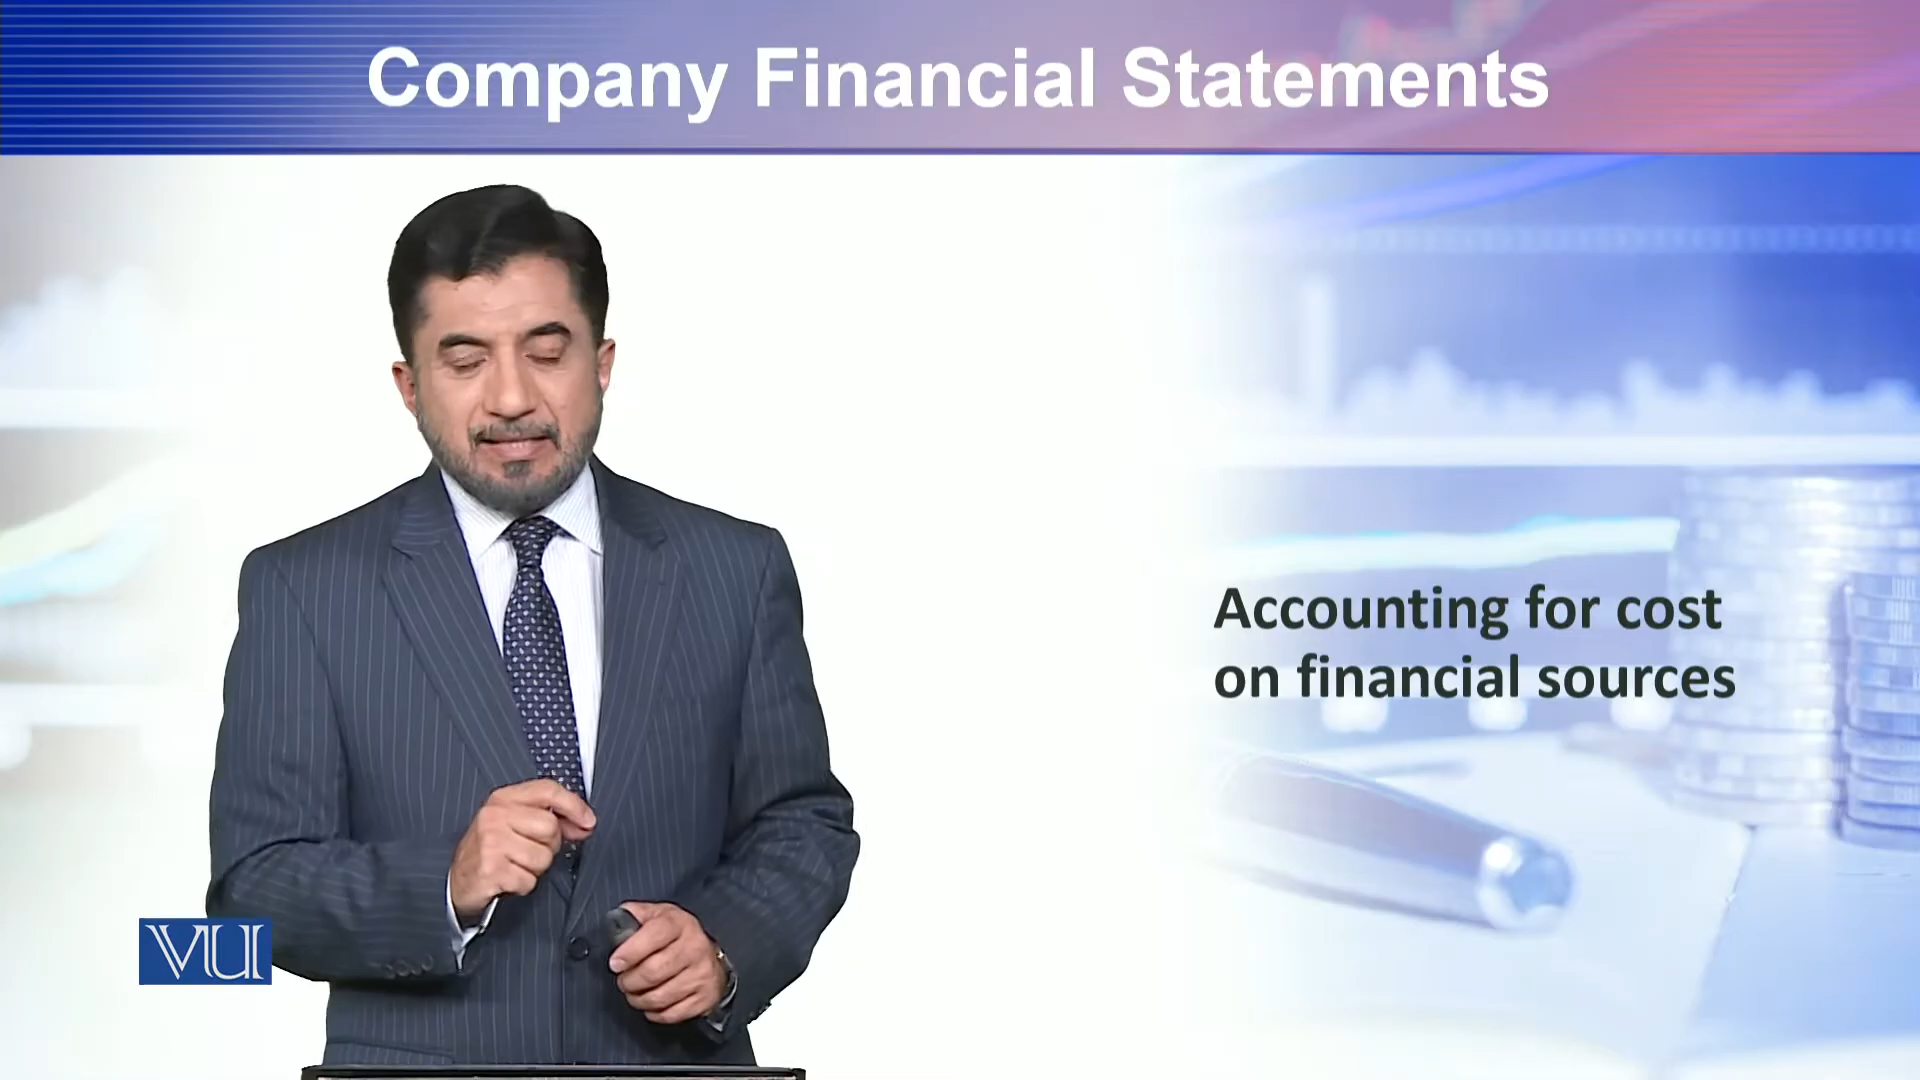 Company Financial Statements
Accounting for cost
on financial sources
VU